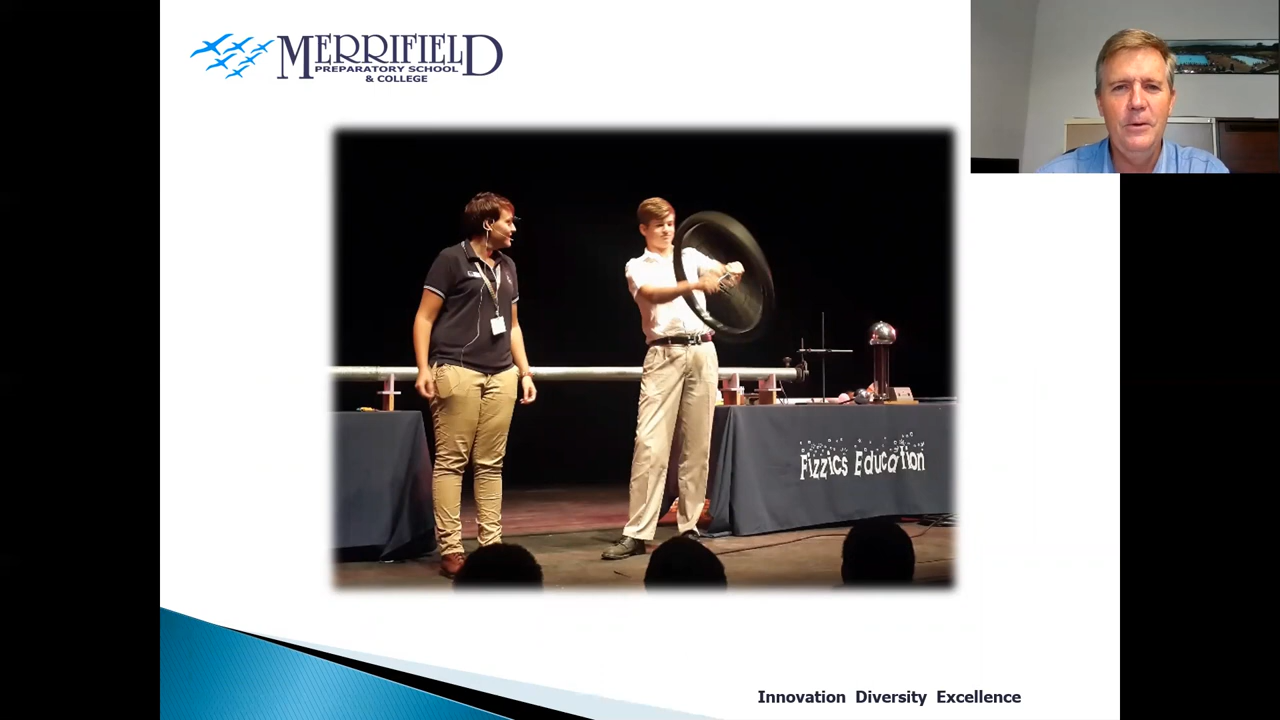 MERRIFIELD
PREPARATORY SCHOOL
& COLLEGE
Fizzics Education
Innovation Diversity Excellence